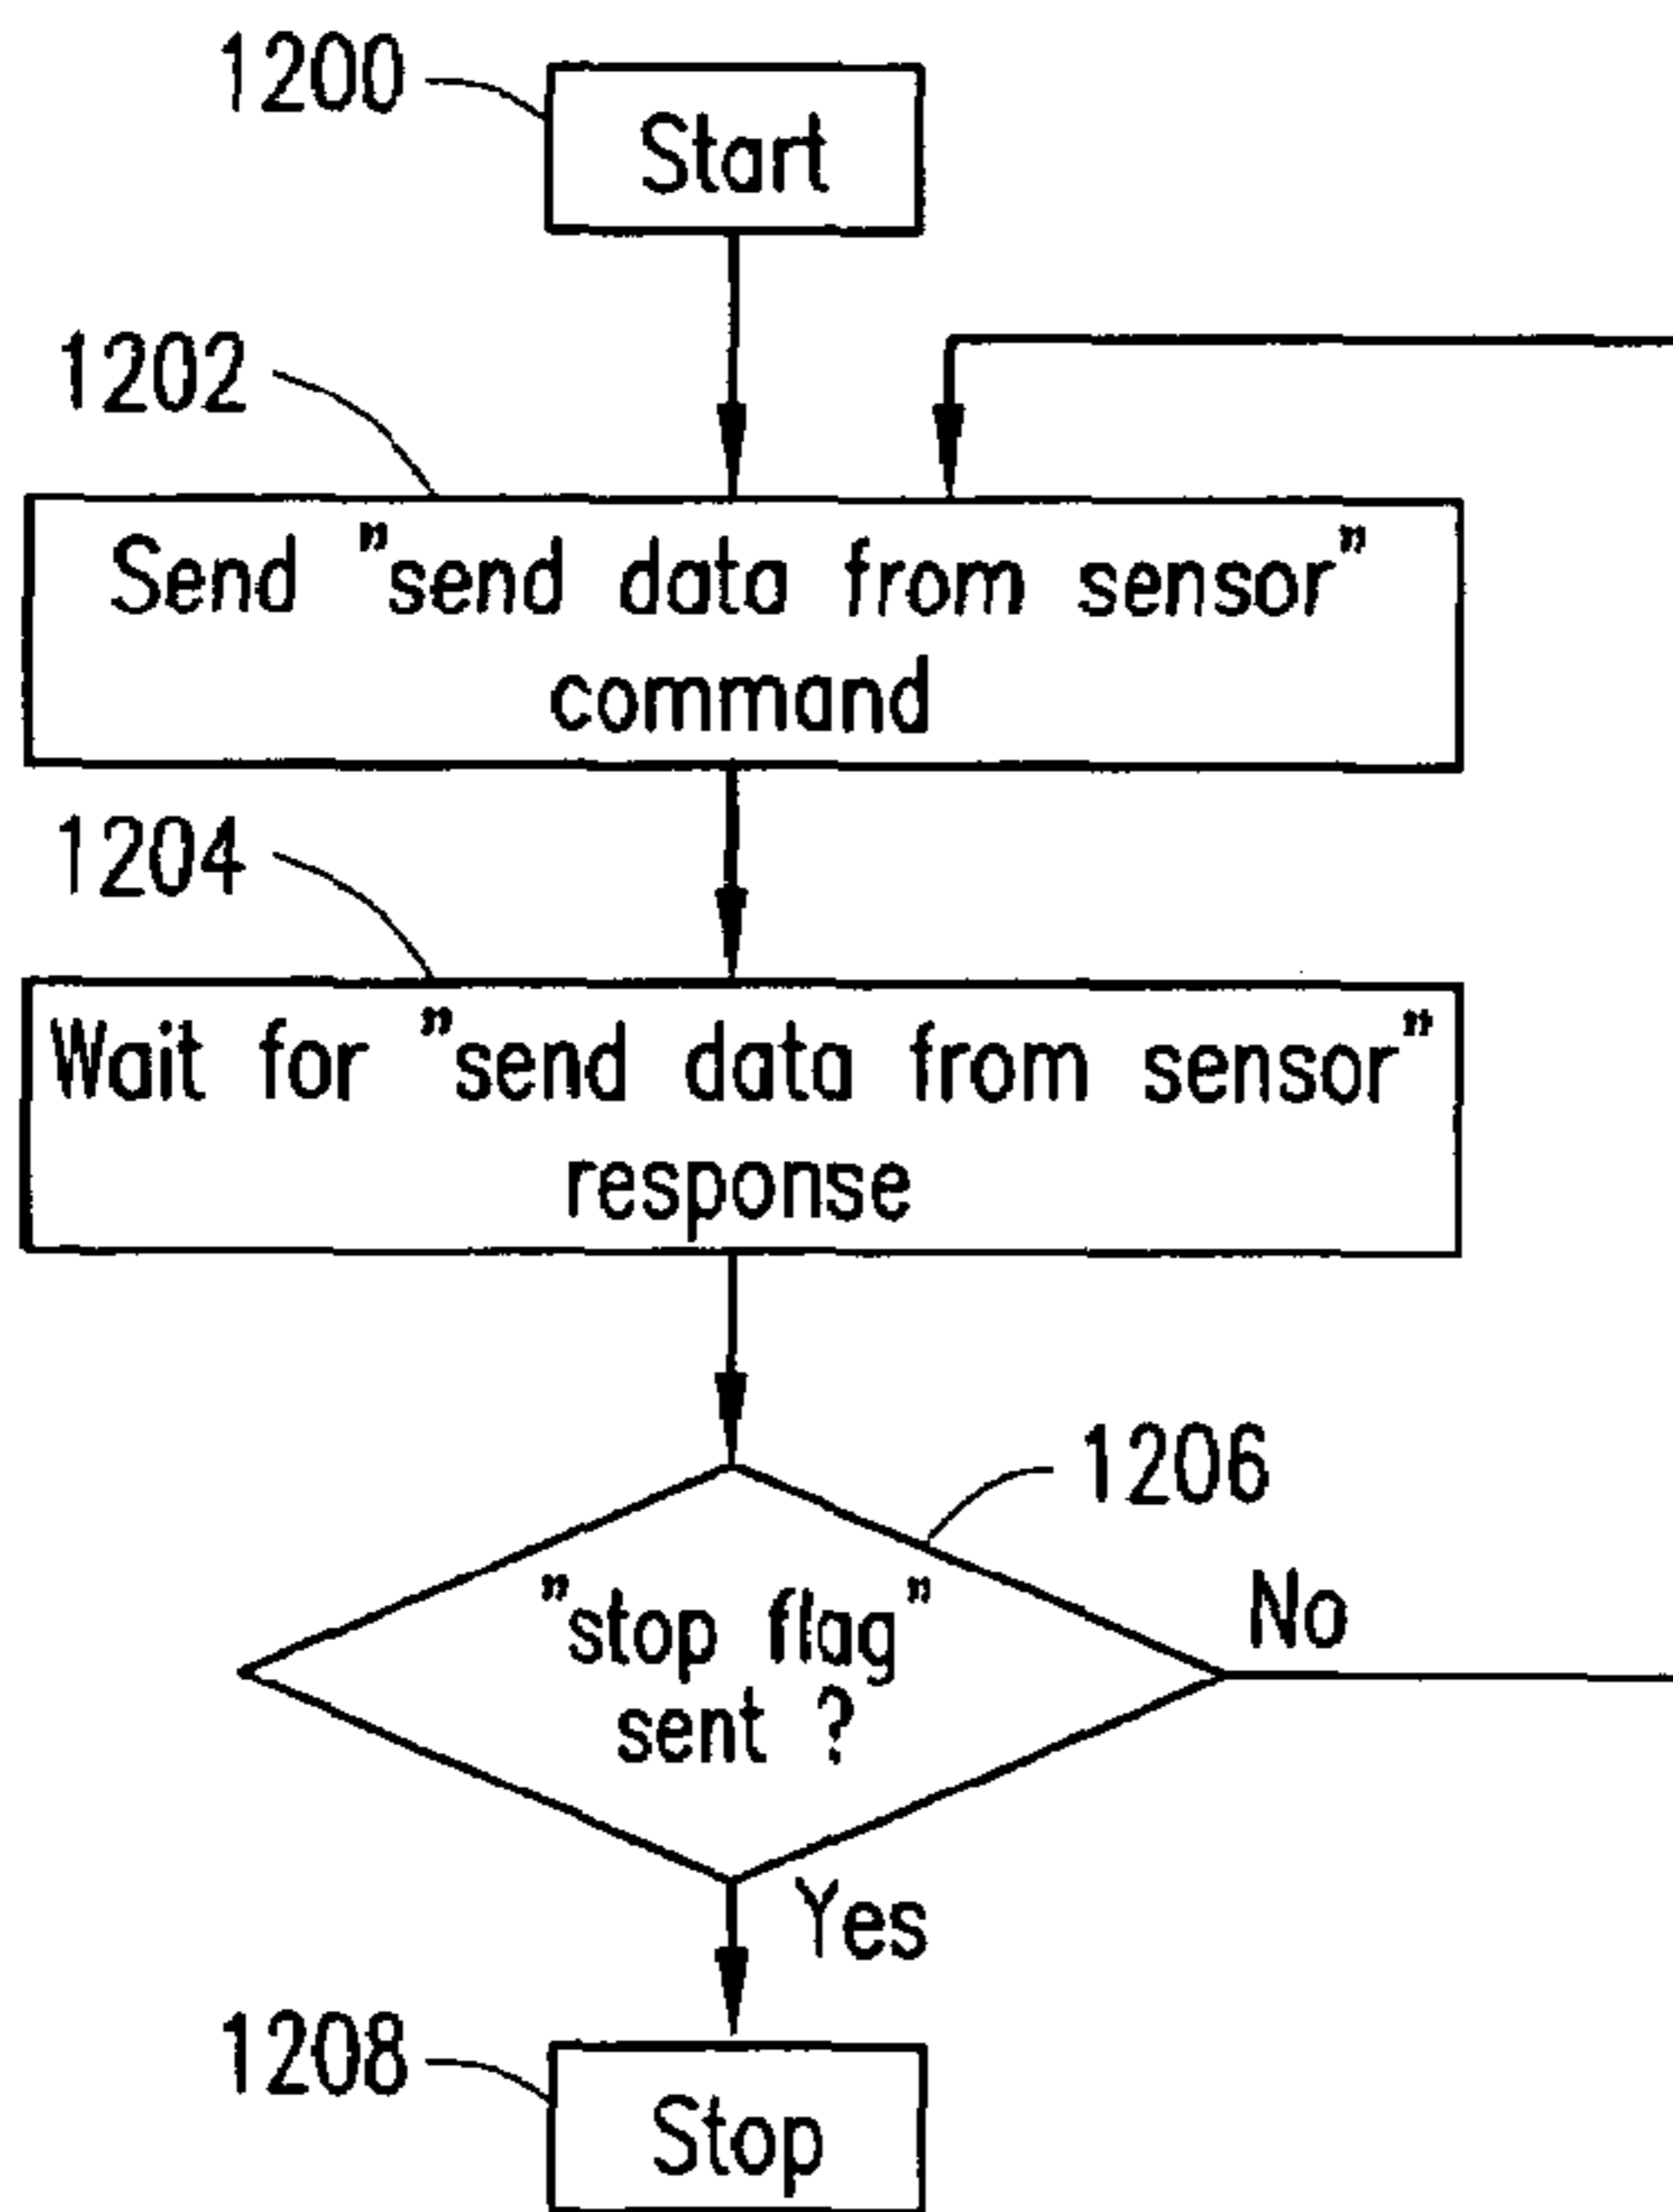 1200
Start
1202
Send "send data from sensor"
command
1204
Wait for "send data from sensor"
response
1206
"stop flag"
sent ?
No
Yes
1208
Stop